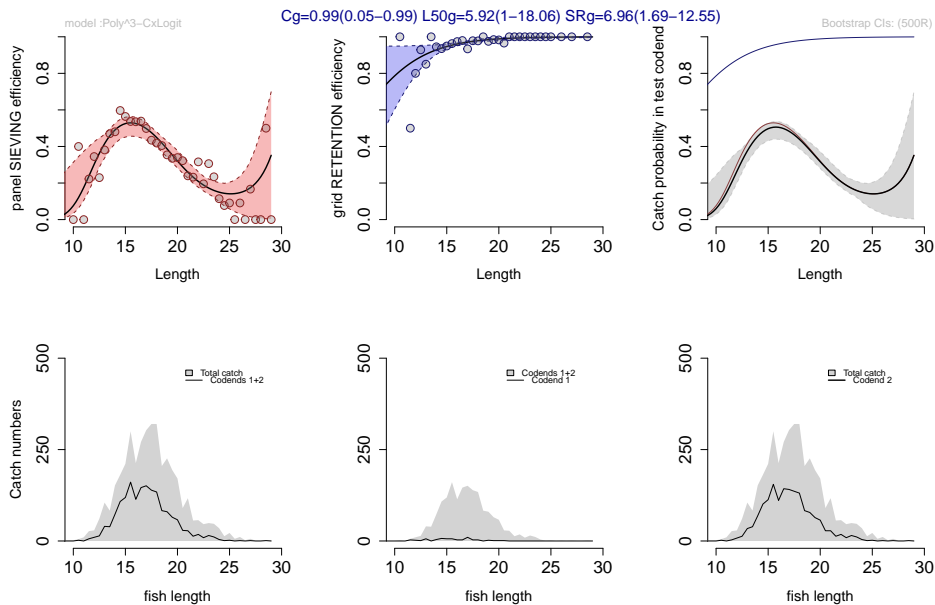 Cg=0.99(0.05−0.99) L50g=5.92(1−18.06) SRg=6.96(1.69−12.55)
model :Poly^3−CxLogit
Bootstrap CIs: (500R)
panel SIEVING efficiency
0.0 0.4 0.8
10 15 20 25 30
Length
grid RETENTION efficiency
0.0 0.4 0.8
10 15 20 25 30
Length
Catch probability in test codend
0.0 0.4 0.8
10 15 20 25 30
Length
Catch numbers
0 250 500
Total catch
Codends 1+2
10 15 20 25 30
fish length
0 250 500
Codends 1+2
Codend 1
10 15 20 25 30
fish length
0 250 500
Total catch
Codend 2
10 15 20 25 30
fish length